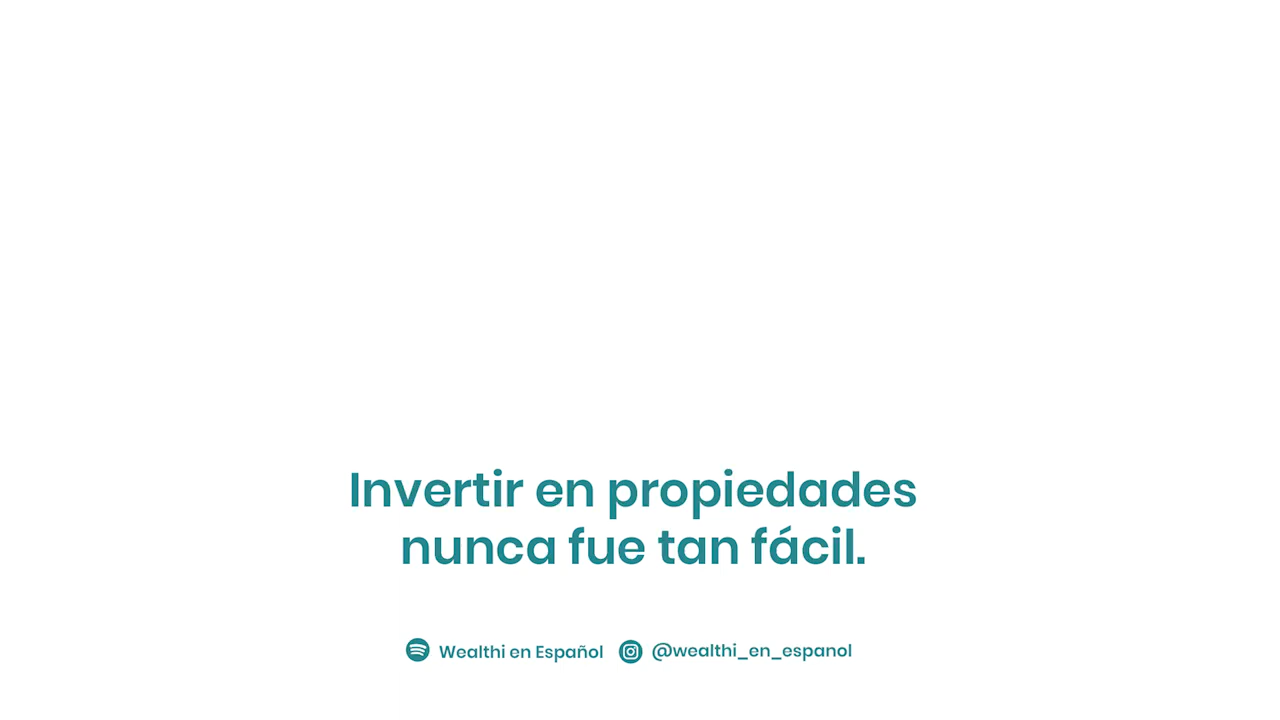 Invertir en propiedades
nunca fue tan fácil.
Wealthi en Español @wealthi_en_espanol